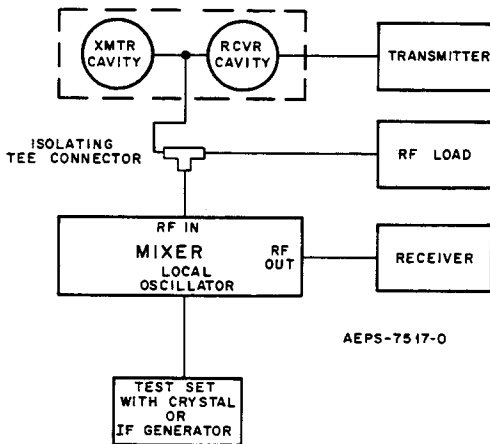 XMTR
CAVITY
RCVR
CAVITY
TRANSMITTER
ISOLATING
TEE CONNECTOR
RF LOAD
RF IN
MIXER
LOCAL
OSCILLATOR
RF
OUT
RECEIVER
AEPS-7517-0
TEST SET
WITH CRYSTAL
OR
IF GENERATOR